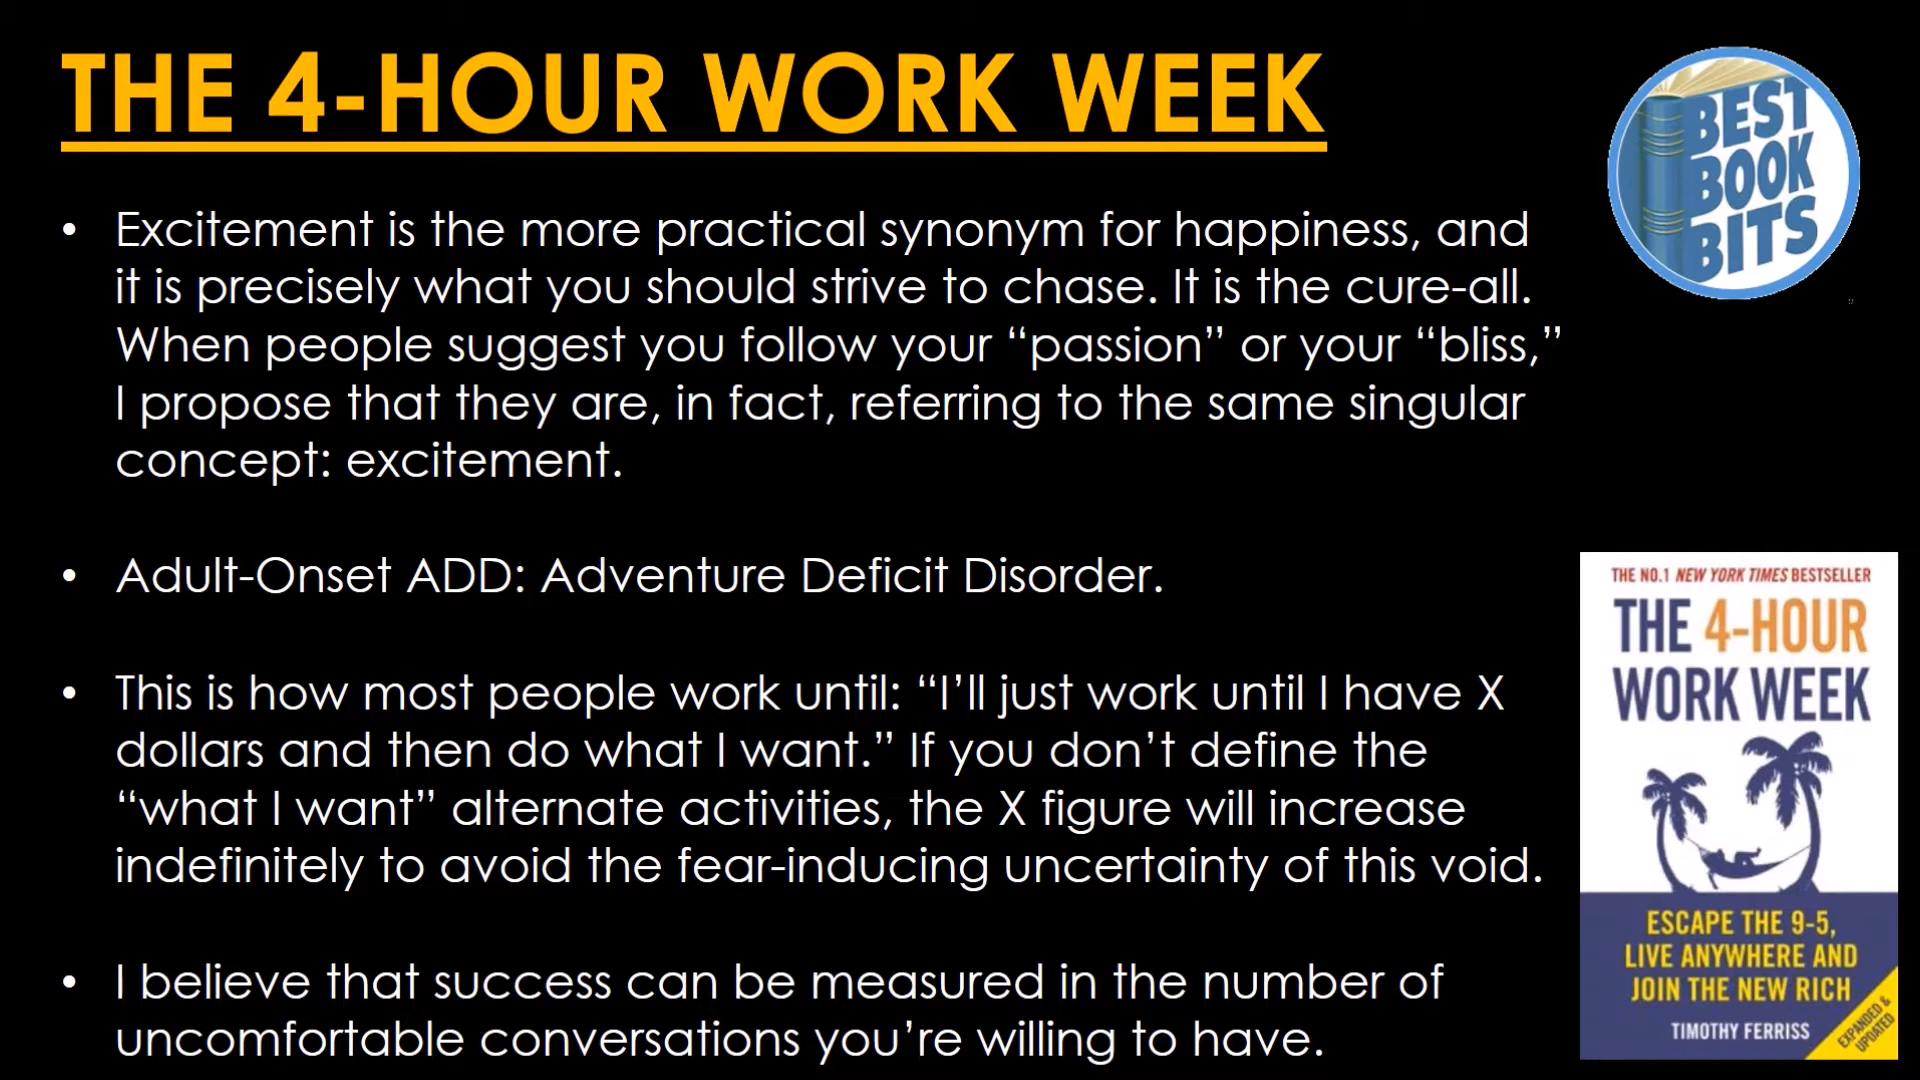 THE 4-HOUR WORK WEEK
• Excitement is the more practical synonym for happiness, and
it is precisely what you should strive to chase. It is the cure-all.
When people suggest you follow your “passion” or your “bliss,”
I propose that they are, in fact, referring to the same singular
concept: excitement.
• Adult-Onset ADD: Adventure Deficit Disorder.
• This is how most people work until: “I’ll just work until I have X
dollars and then do what I want.” If you don’t define the
“what I want” alternate activities, the X figure will increase
indefinitely to avoid the fear-inducing uncertainty of this void.
• I believe that success can be measured in the number of
uncomfortable conversations you’re willing to have.
BEST
BOOK
BITS
THE NO.1 NEW YORK TIMES BESTSELLER
THE 4-HOUR
WORK WEEK
ESCAPE THE 9-5,
LIVE ANYWHERE AND
JOIN THE NEW RICH
TIMOTHY FERRISS
EXPANDED &
UPDATED